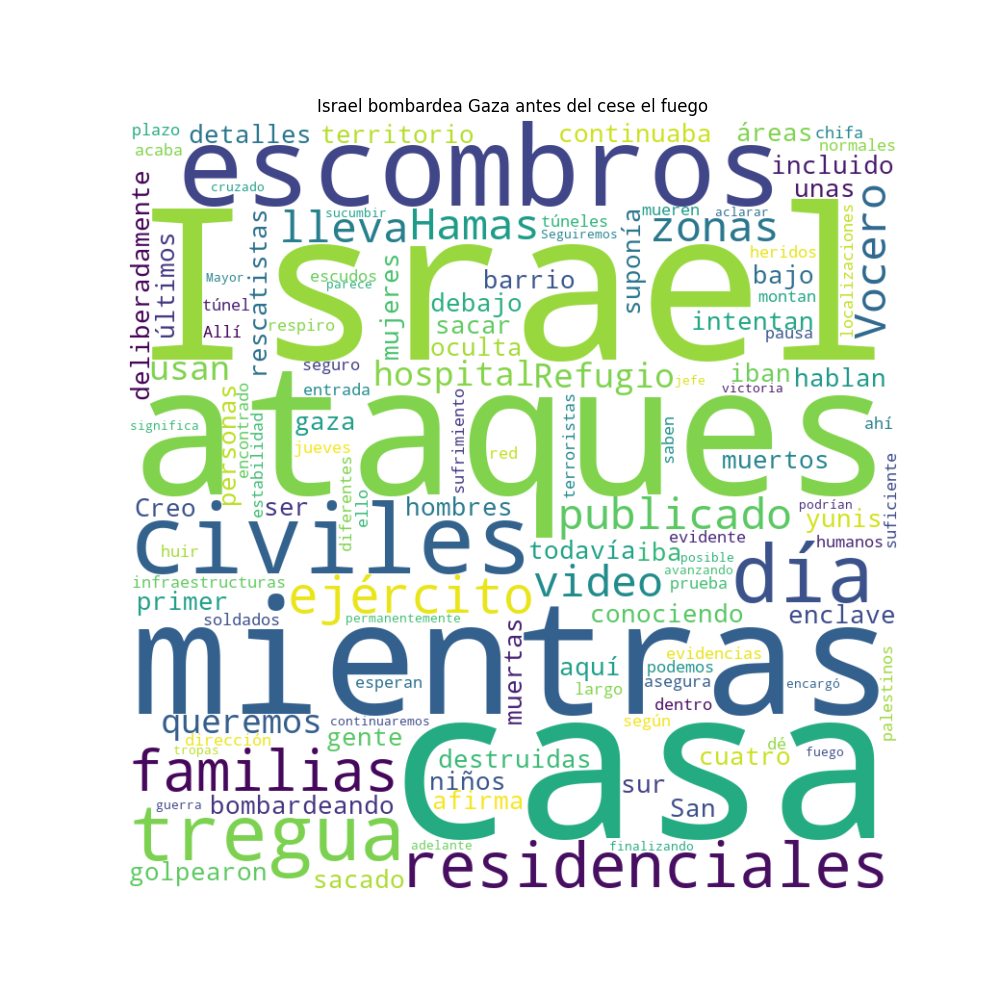 Israel bombardea Gaza antes del cese el fuego
plazo
detalles
territorio
continuaba
áreas
chifa
acaba
normales
escombros
incluido
cruzado
unas
deliberadamente
últimos
rescatistas
sucumbir
lleva
Hamas
túneles
Seguiremos
suponía
mueren
aclarar
zonas
localizaciones
Vocero
Israel
Mayor
escudos
parece
mujeres
barrio
heridos
bajo
túnel
debajo
montan
Allí
respiro
sacar
intentan
pausa
oculta
usan
seguro
hospital
Refugio
jefe
iban
hablan
entrada
victoria
ataques
significa
personas
encontrado
estabilidad
gaza
jueves
diferentes
ello
sufrimiento
red
terroristas
saben
muertos
ahí
suficiente
Creo
ser
hombres
publicado
podrían
yunis
civiles
huir
todavía
iba
evidente
posible
avanzando
humanos
infraestructuras
ejército
video
prueba
día
primer
soldados
permanentemente
conociendo
enclave
mientras
muertas
evidencias
aquí
podemos
esperan
largo
asegura
encargó
palestinos
dentro
queremos
continuaremos
según
dirección
tropas
gente
casa
destruidas
cuatro
dé
fuego
familias
niños
sur
guerra
bombardeando
afirma
San
tregua
adelante
finalizando
golpearon
sacado
residenciales